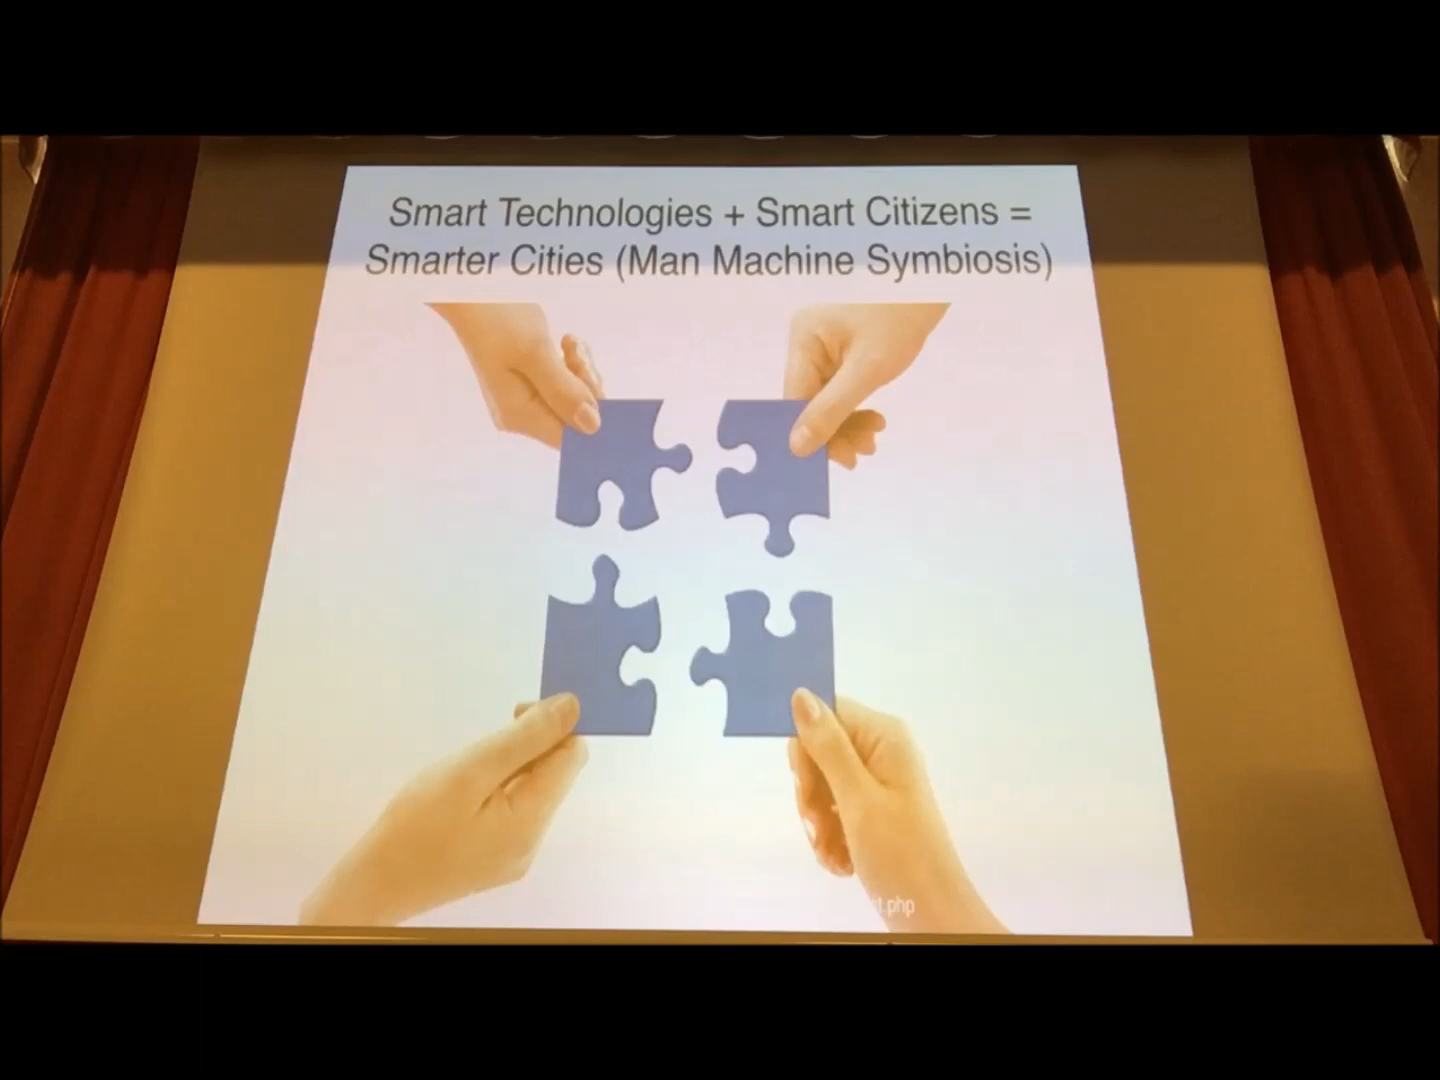 Smart Technologies + Smart Citizens =
Smarter Cities (Man Machine Symbiosis)